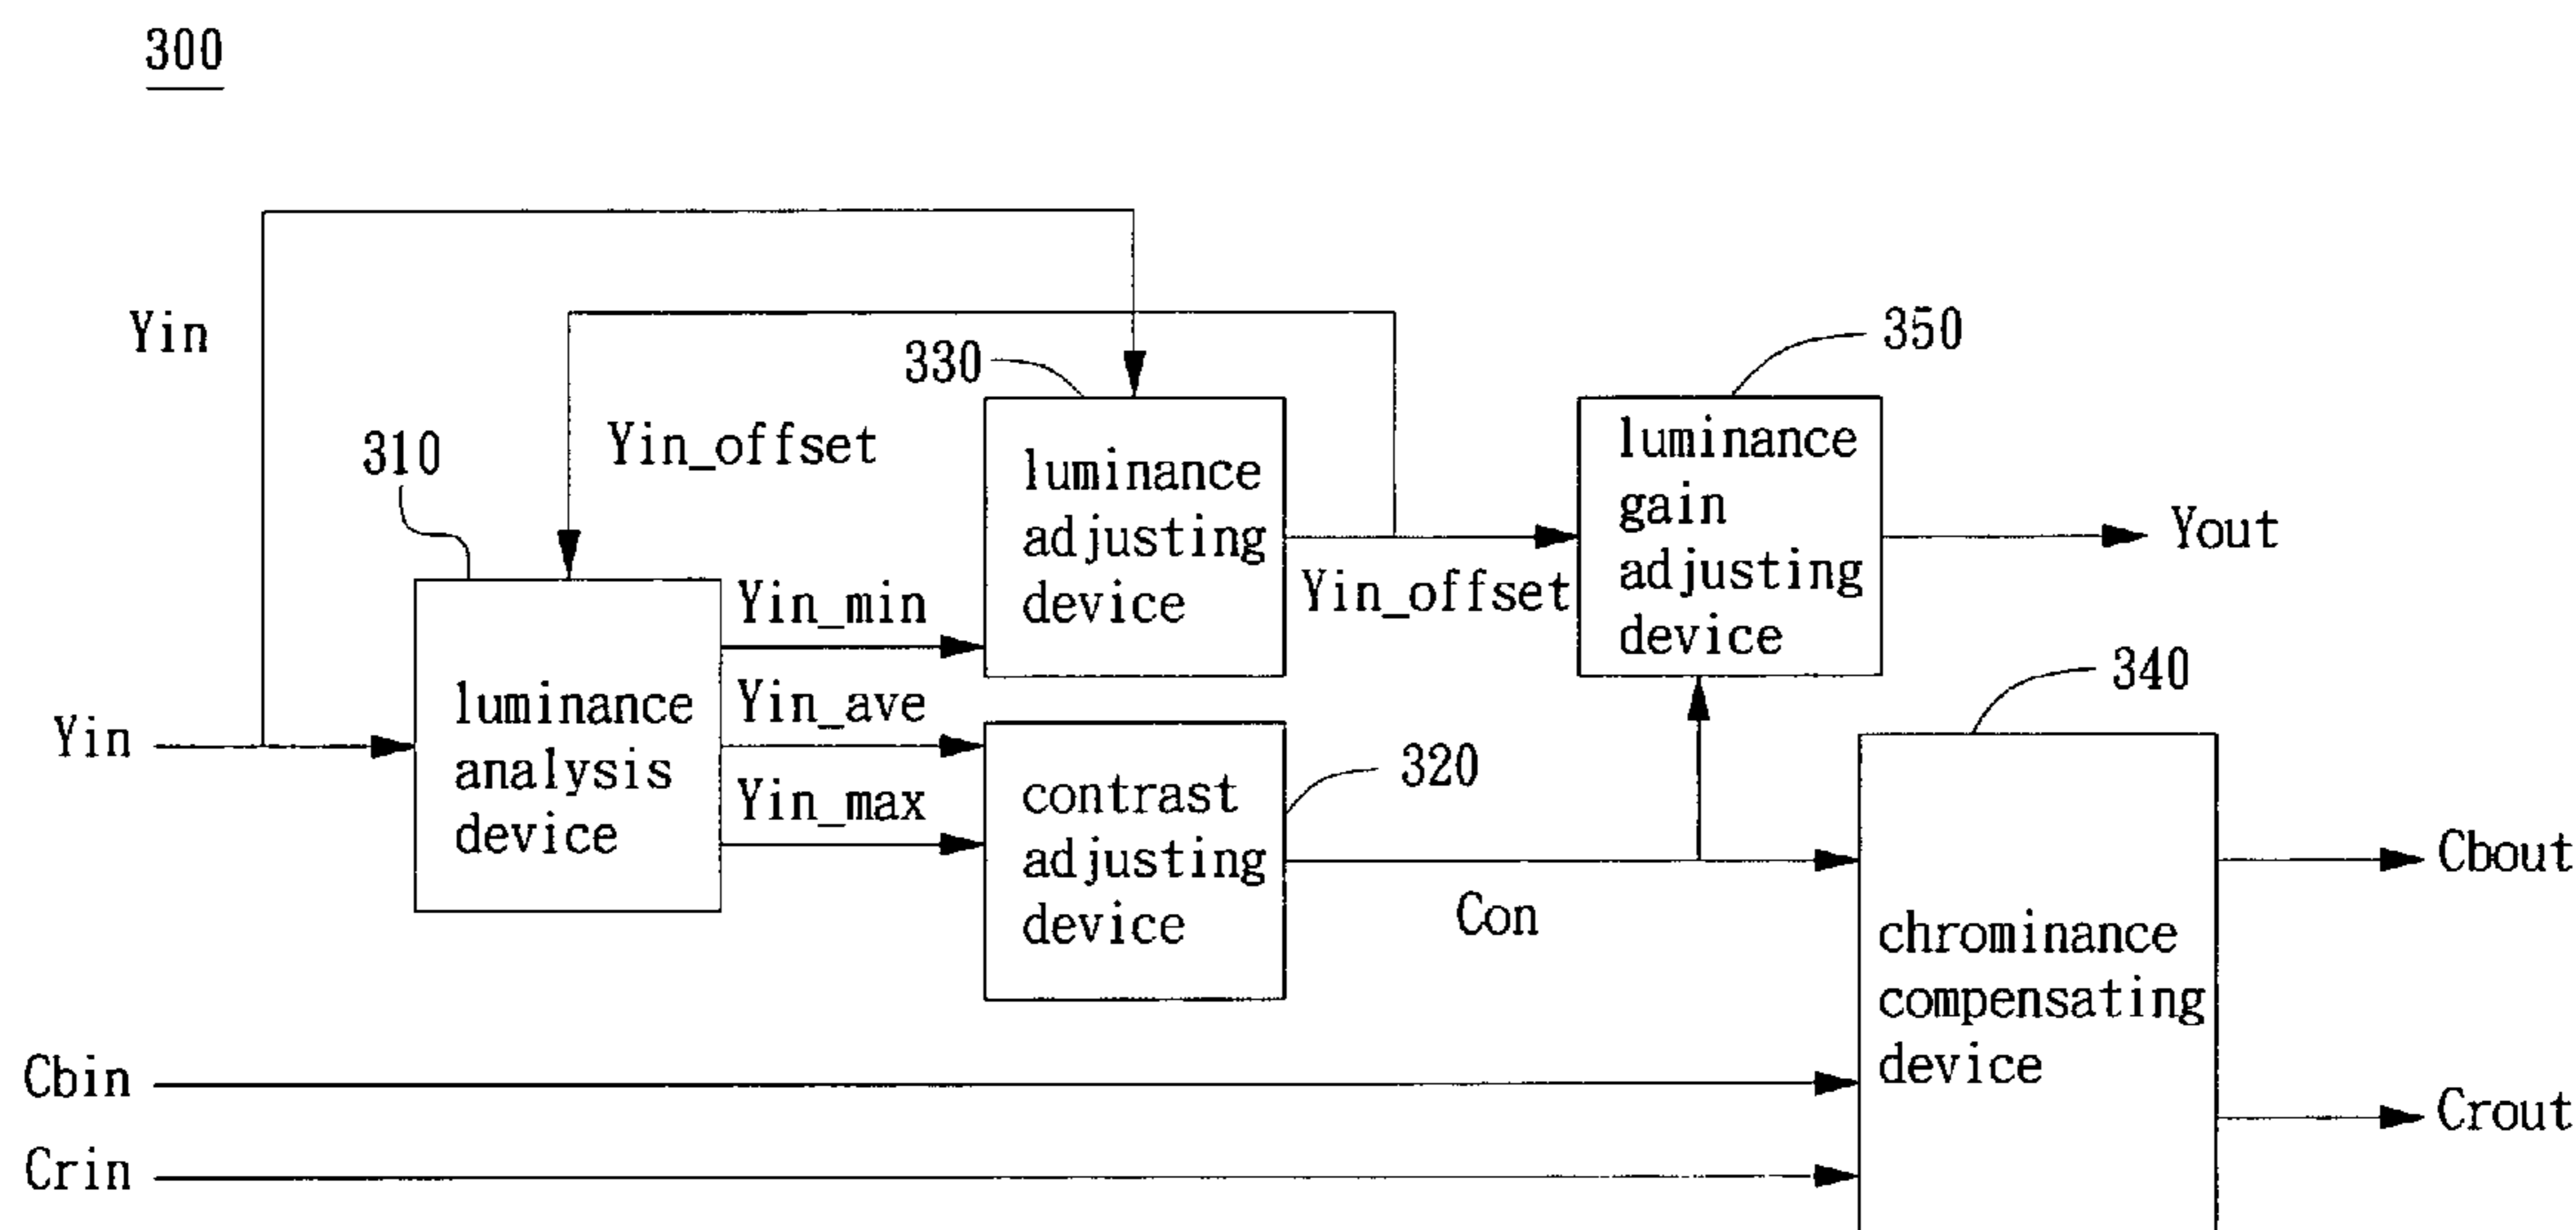 300
Yin
330
350
310
Yin_offset
luminance
adjusting
device
luminance
gain
adjusting
device
Yout
Yin_offset
Yin_min
Yin_ave
Yin_max
340
Yin
luminance
analysis
device
contrast
adjusting
device
320
Con
chrominance
compensating
device
Cbout
Cbin
Crout
Crin